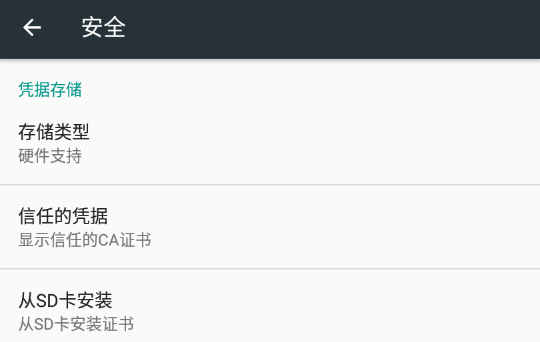 安全
凭据存储
存储类型
硬件支持
信任的凭据
显示信任的CA证书
从SD卡安装
从SD卡安装证书